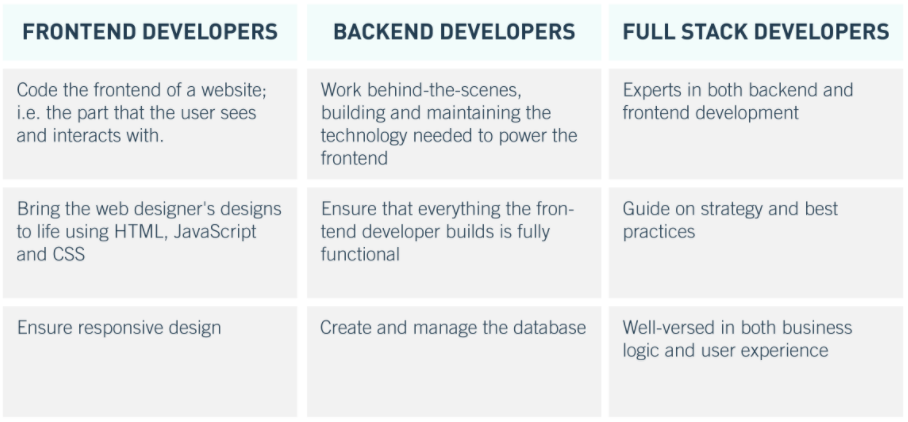 FRONTEND DEVELOPERS
BACKEND DEVELOPERS
FULL STACK DEVELOPERS
Code the frontend of a website;
i.e. the part that the user sees
and interacts with.
Work behind-the-scenes,
building and maintaining the
technology needed to power the
frontend
Experts in both backend and
frontend development
Bring the web designer's designs
to life using HTML, JavaScript
and CSS
Ensure that everything the fron-
tend developer builds is fully
functional
Guide on strategy and best
practices
Ensure responsive design
Create and manage the database
Well-versed in both business
logic and user experience